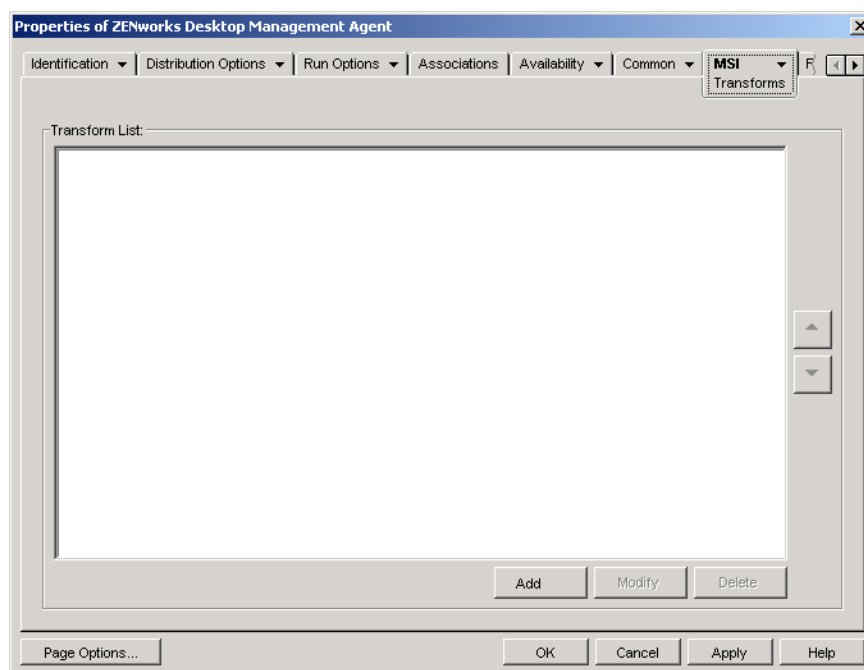 Properties of ZENworks Desktop Management Agent
Identification Distribution Options Run Options Associations Availability Common MSI F
Transforms
Transform List:
Add Modify Delete
Page Options... OK Cancel Apply Help